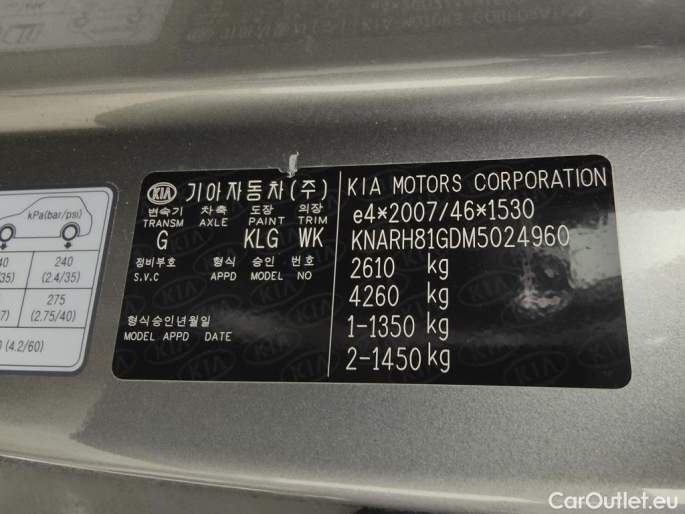 KIA 기아자동차(주)
변속기 차축 도장 의장
TRANSM AXLE PAINT TRIM
G KLG WK
정비부호 형식 승인 번호
S.V.C APPD MODEL NO
형식승인년월일
MODEL APPD DATE
KIA MOTORS CORPORATION
e4*2007/46*1530
KNARH81GDM5024960
2610 kg
4260 kg
1-1350 kg
2-1450 kg
kPa(bar/psi)
240
(2.4/35)
275
(2.75/40)
(4.2/60)
CarOutlet.eu